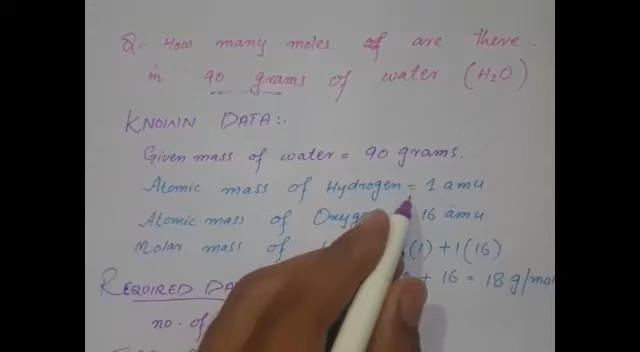 Q. How many moles of are there
in 90 grams of water (H₂O)
KNOWN DATA:-
Given mass of water = 90 grams.
Atomic mass of Hydrogen = 1 amu
Atomic mass of 16 amu
Molar mass of (1) + 1(16)
REQUIRED + 16 = 18 g/mol
no. of